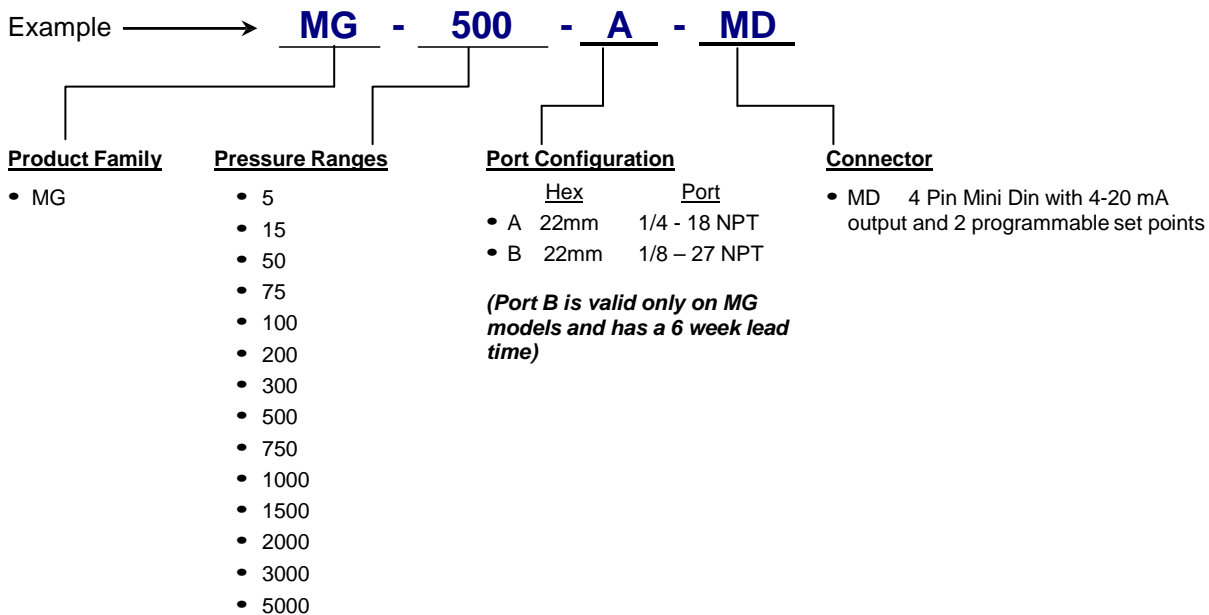 Example MG - 500 - A - MD
Product Family
• MG
Pressure Ranges
• 5
• 15
• 50
• 75
• 100
• 200
• 300
• 500
• 750
• 1000
• 1500
• 2000
• 3000
• 5000
Port Configuration
Hex Port
• A 22mm 1/4 - 18 NPT
• B 22mm 1/8 – 27 NPT
(Port B is valid only on MG
models and has a 6 week lead
time)
Connector
• MD 4 Pin Mini Din with 4-20 mA
output and 2 programmable set points